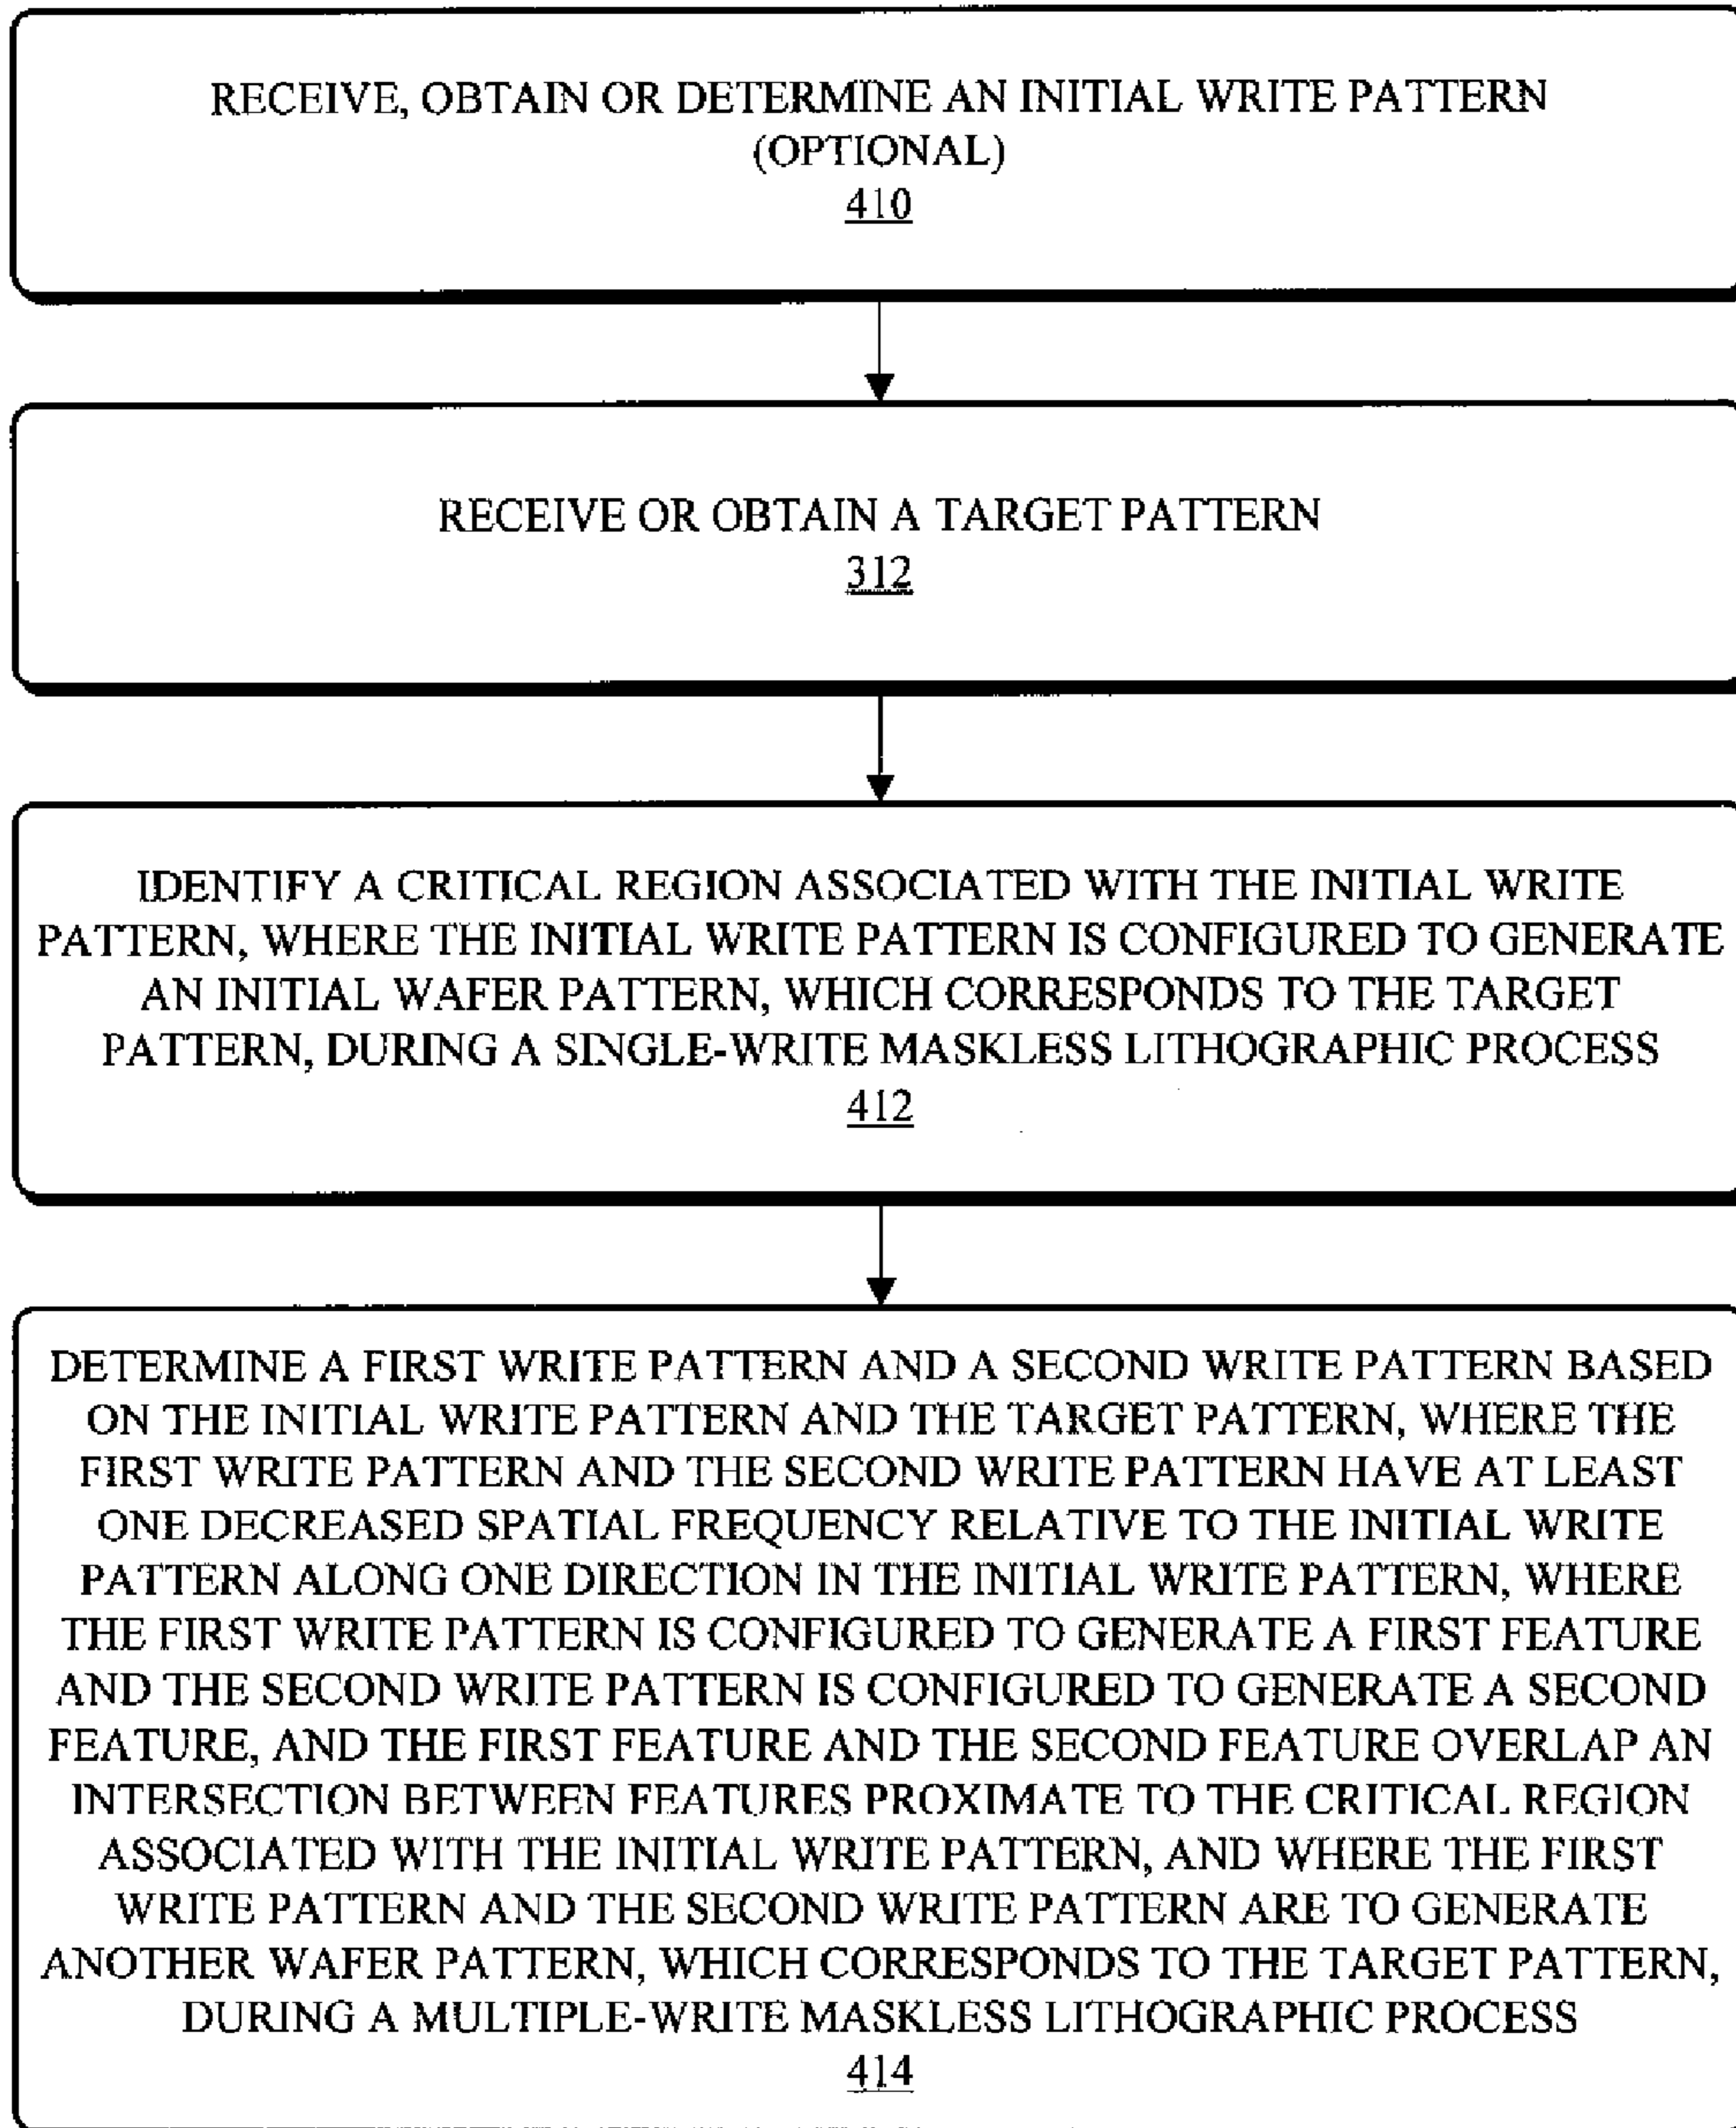 RECEIVE, OBTAIN OR DETERMINE AN INITIAL WRITE PATTERN
(OPTIONAL)
410
RECEIVE OR OBTAIN A TARGET PATTERN
312
IDENTIFY A CRITICAL REGION ASSOCIATED WITH THE INITIAL WRITE
PATTERN, WHERE THE INITIAL WRITE PATTERN IS CONFIGURED TO GENERATE
AN INITIAL WAFER PATTERN, WHICH CORRESPONDS TO THE TARGET
PATTERN, DURING A SINGLE-WRITE MASKLESS LITHOGRAPHIC PROCESS
412
DETERMINE A FIRST WRITE PATTERN AND A SECOND WRITE PATTERN BASED
ON THE INITIAL WRITE PATTERN AND THE TARGET PATTERN, WHERE THE
FIRST WRITE PATTERN AND THE SECOND WRITE PATTERN HAVE AT LEAST
ONE DECREASED SPATIAL FREQUENCY RELATIVE TO THE INITIAL WRITE
PATTERN ALONG ONE DIRECTION IN THE INITIAL WRITE PATTERN, WHERE
THE FIRST WRITE PATTERN IS CONFIGURED TO GENERATE A FIRST FEATURE
AND THE SECOND WRITE PATTERN IS CONFIGURED TO GENERATE A SECOND
FEATURE, AND THE FIRST FEATURE AND THE SECOND FEATURE OVERLAP AN
INTERSECTION BETWEEN FEATURES PROXIMATE TO THE CRITICAL REGION
ASSOCIATED WITH THE INITIAL WRITE PATTERN, AND WHERE THE FIRST
WRITE PATTERN AND THE SECOND WRITE PATTERN ARE TO GENERATE
ANOTHER WAFER PATTERN, WHICH CORRESPONDS TO THE TARGET PATTERN,
DURING A MULTIPLE-WRITE MASKLESS LITHOGRAPHIC PROCESS
414